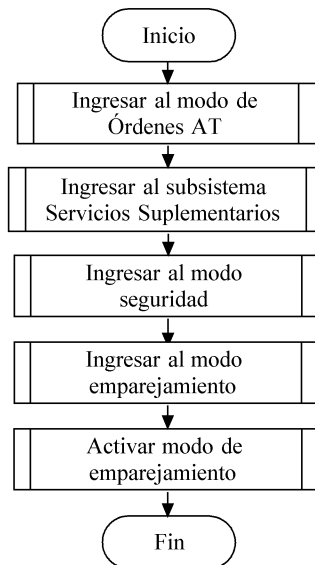 Inicio
Ingresar al modo de
Órdenes AT
Ingresar al subsistema
Servicios Suplementarios
Ingresar al modo
seguridad
Ingresar al modo
emparejamiento
Activar modo de
emparejamiento
Fin